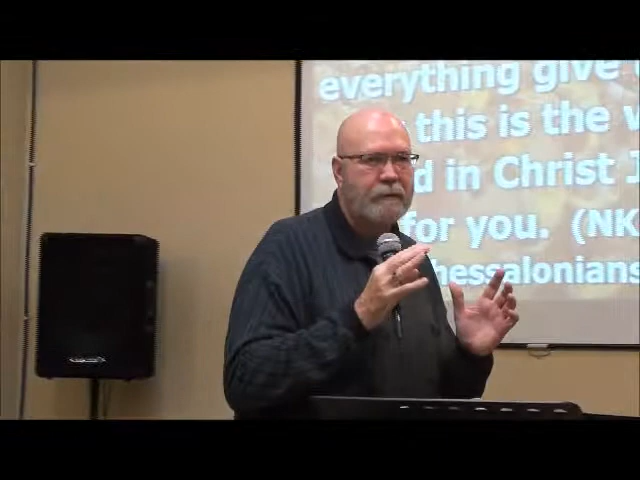 everything give
this is the
in Christ
for you. (NK
hessalonians